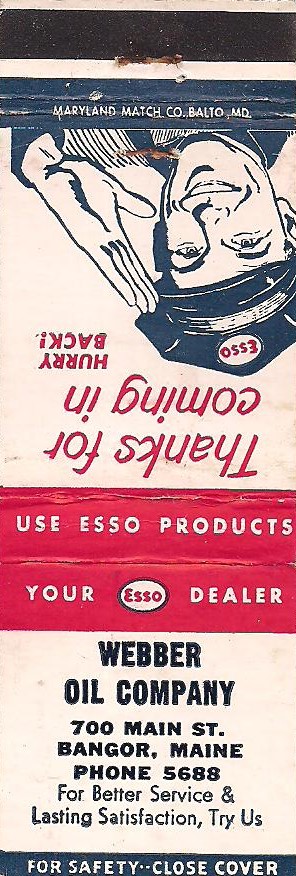 MARYLAND MATCH CO. BALTO., MD.
Thanks for
coming in
HURRY
BACK!
Esso
USE ESSO PRODUCTS
YOUR Esso DEALER
WEBBER
OIL COMPANY
700 MAIN ST.
BANGOR, MAINE
PHONE 5688
For Better Service &
Lasting Satisfaction, Try Us
FOR SAFETY--CLOSE COVER